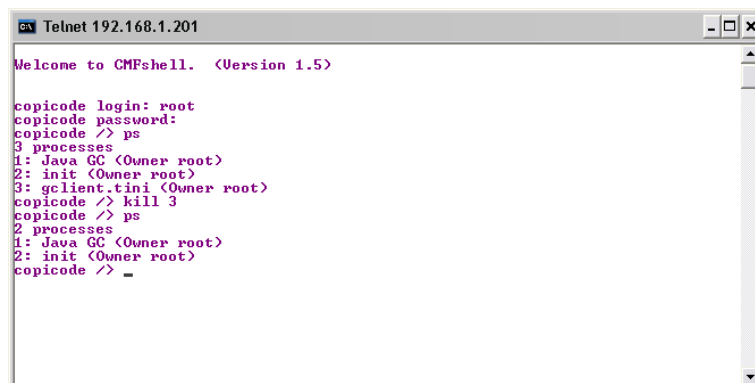 Telnet 192.168.1.201
Welcome to CMFshell. (Version 1.5)
copicode login: root
copicode password:
copicode /> ps
3 processes
1: Java GC (Owner root)
2: init (Owner root)
3: gclient.tini (Owner root)
copicode /> kill 3
copicode /> ps
2 processes
1: Java GC (Owner root)
2: init (Owner root)
copicode /> _